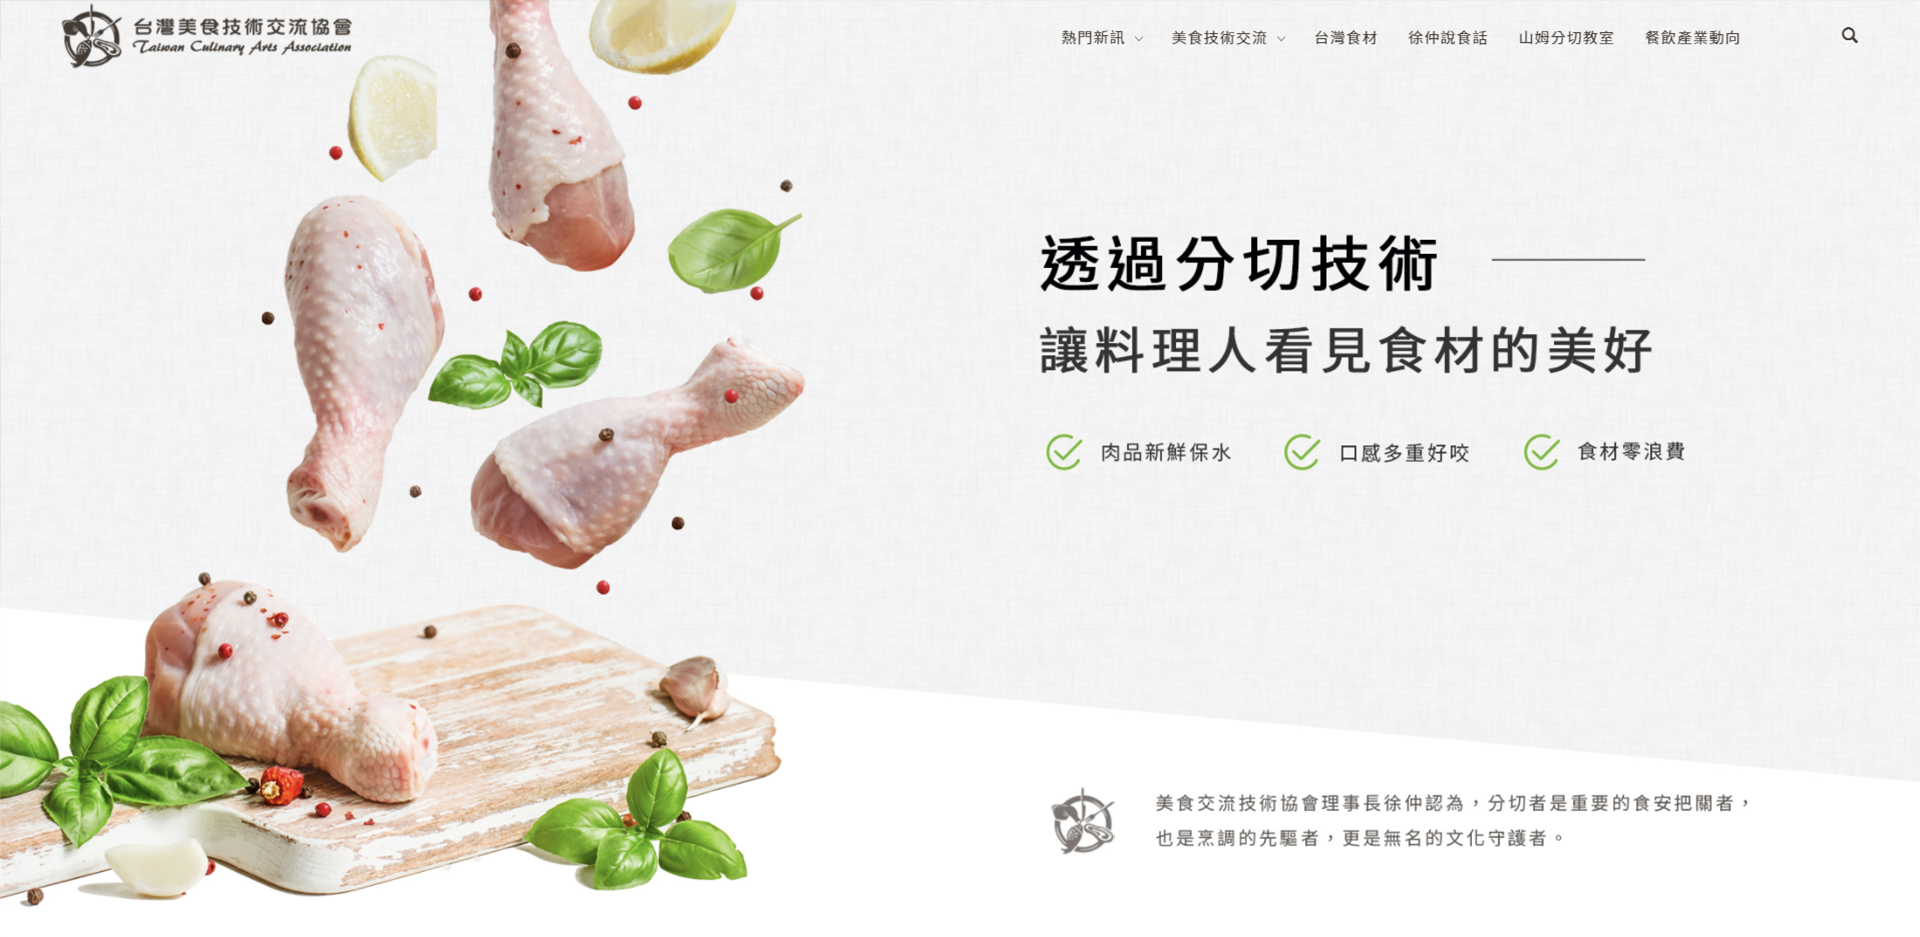 台灣美食技術交流協會
Taiwan Culinary Arts Association
熱門新訊 美食技術交流 台灣食材 徐仲說食話 山姆分切教室 餐飲產業動向
透過分切技術
讓料理人看見食材的美好
肉品新鮮保水 口感多重好咬 食材零浪費
美食交流技術協會理事長徐仲認為，分切者是重要的食安把關者，
也是烹調的先驅者，更是無名的文化守護者。